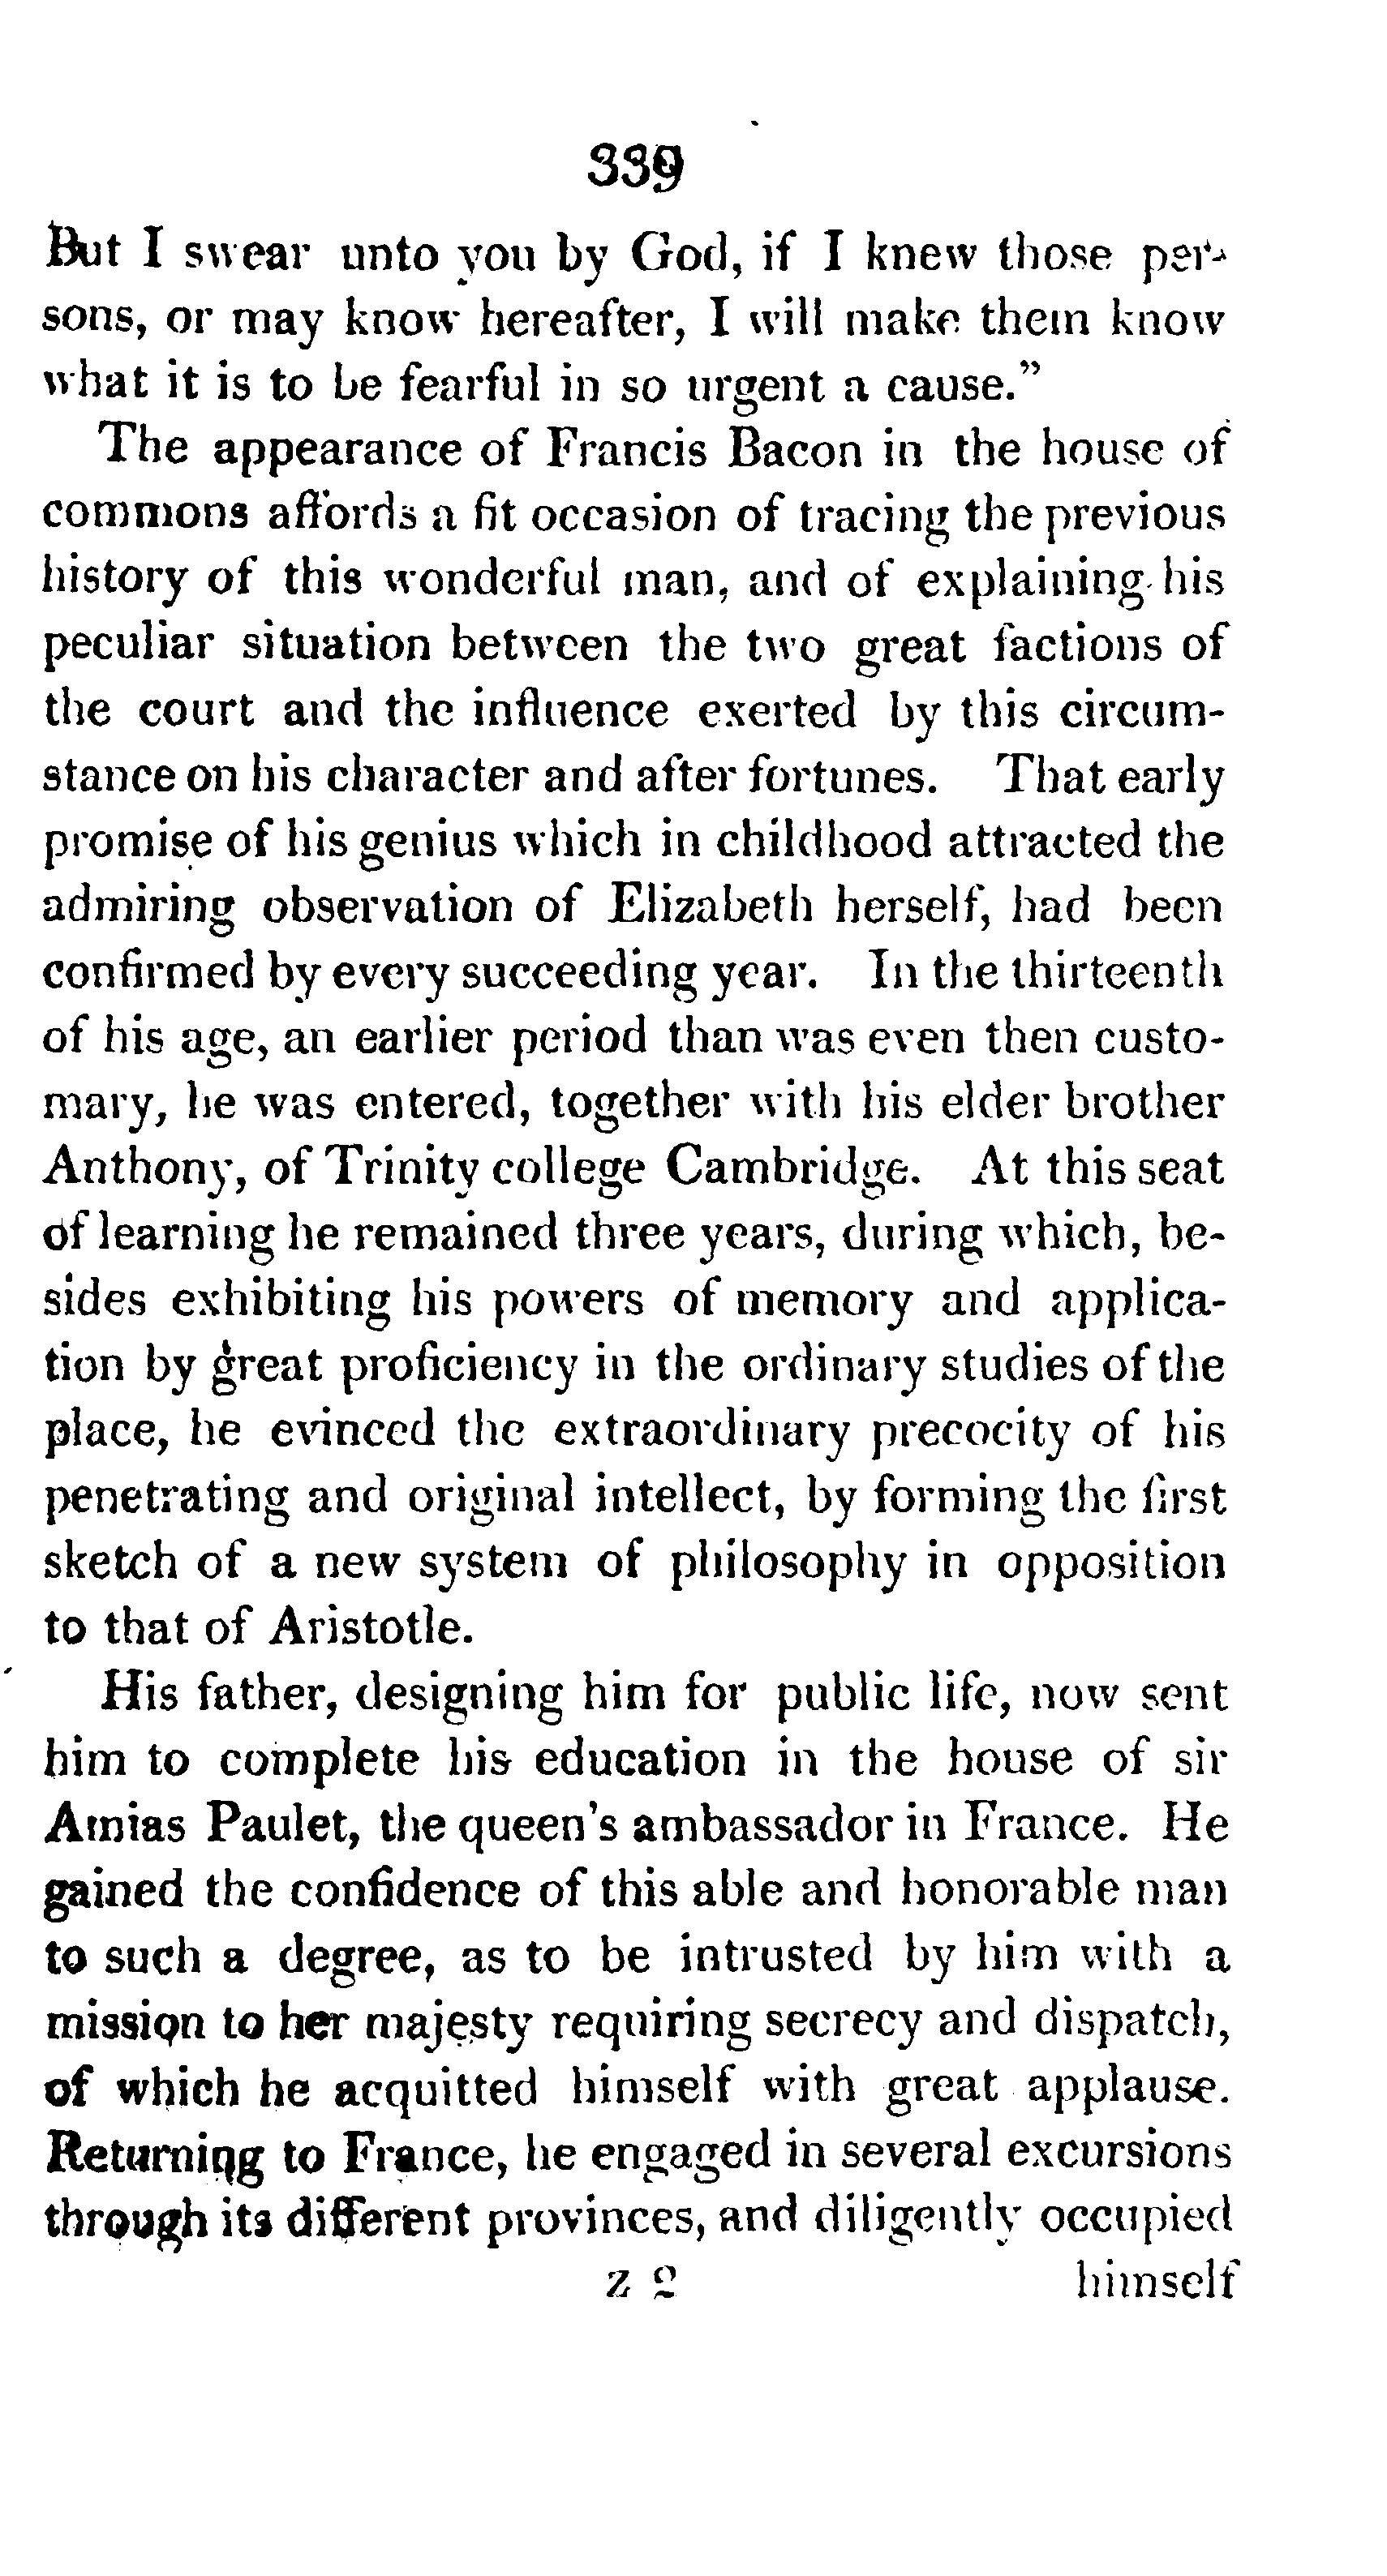 339
But I swear unto you by God, if I knew those per-
sons, or may know hereafter, I will make them know
what it is to be fearful in so urgent a cause.”
The appearance of Francis Bacon in the house of
commons affords a fit occasion of tracing the previous
history of this wonderful man, and of explaining his
peculiar situation between the two great factions of
the court and the influence exerted by this circum-
stance on his character and after fortunes. That early
promise of his genius which in childhood attracted the
admiring observation of Elizabeth herself, had been
confirmed by every succeeding year. In the thirteenth
of his age, an earlier period than was even then custo-
mary, he was entered, together with his elder brother
Anthony, of Trinity college Cambridge. At this seat
of learning he remained three years, during which, be-
sides exhibiting his powers of memory and applica-
tion by great proficiency in the ordinary studies of the
place, he evinced the extraordinary precocity of his
penetrating and original intellect, by forming the first
sketch of a new system of philosophy in opposition
to that of Aristotle.
His father, designing him for public life, now sent
him to complete his education in the house of sir
Amias Paulet, the queen's ambassador in France. He
gained the confidence of this able and honorable man
to such a degree, as to be intrusted by him with a
mission to her majesty requiring secrecy and dispatch,
of which he acquitted himself with great applause.
Returning to France, he engaged in several excursions
through its different provinces, and diligently occupied
z 2 himself